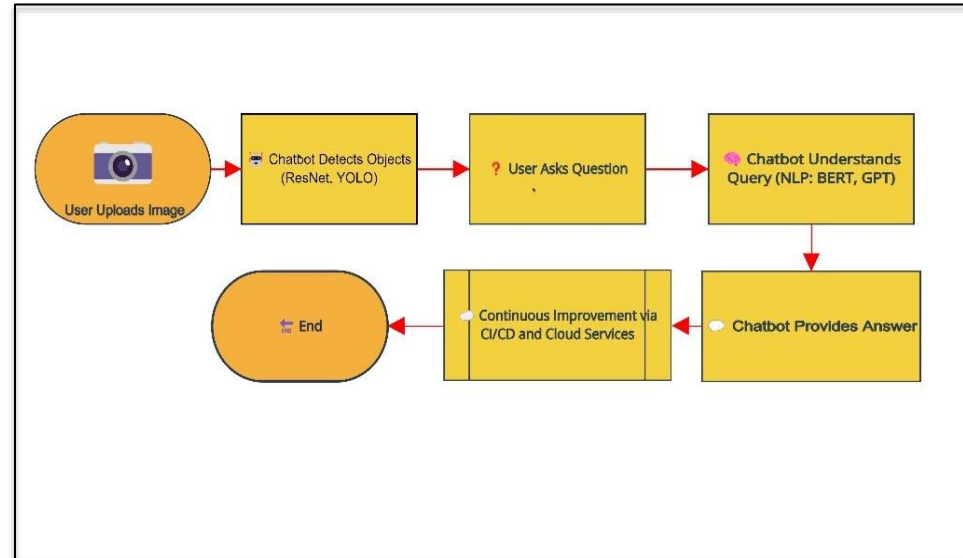 User Uploads Image
Chatbot Detects Objects
(ResNet, YOLO)
❓ User Asks Question
🧠 Chatbot Understands
Query (NLP: BERT, GPT)
💬 Chatbot Provides Answer
☁️ Continuous Improvement via
CI/CD and Cloud Services
🔚 End